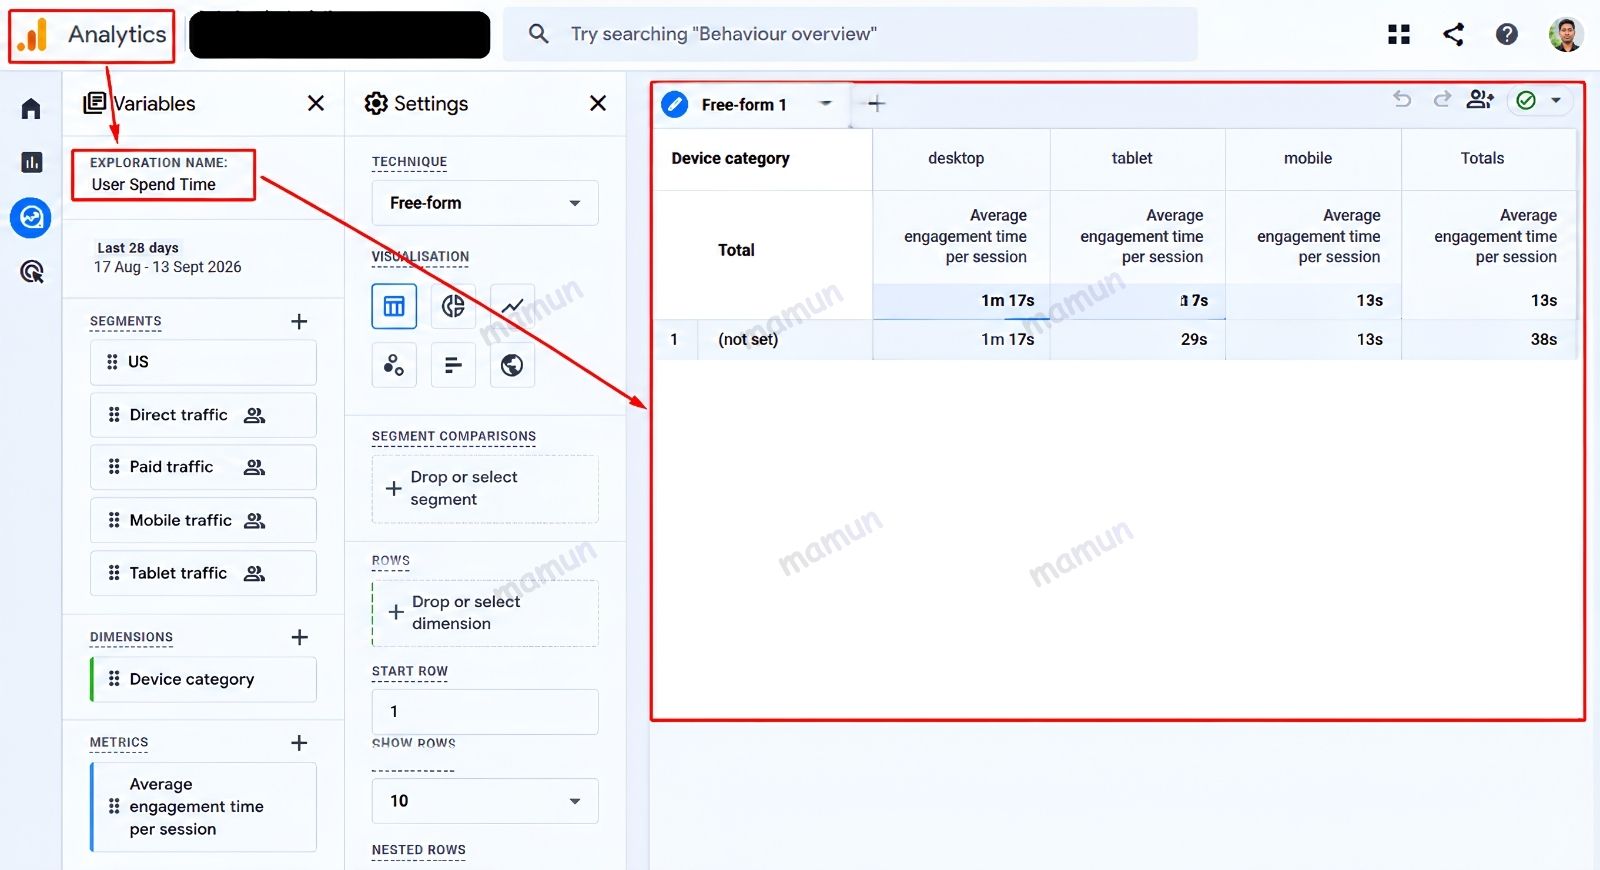 Analytics
Try searching "Behaviour overview"
Variables
EXPLORATION NAME:
User Spend Time
Last 28 days
17 Aug - 13 Sept 2026
SEGMENTS
US
Direct traffic
Paid traffic
Mobile traffic
Tablet traffic
DIMENSIONS
Device category
METRICS
Average
engagement time
per session
Settings
TECHNIQUE
Free-form
VISUALISATION
SEGMENT COMPARISONS
Drop or select
segment
ROWS
Drop or select
dimension
START ROW
1
SHOW ROWS
10
NESTED ROWS
Free-form 1
Device category desktop tablet mobile Totals
Total
Average engagement time per session
Average engagement time per session
Average engagement time per session
Average engagement time per session
1m 17s 17s 13s 13s
1 (not set) 1m 17s 29s 13s 38s
mamun
mamun
mamun
mamun
mamun
mamun